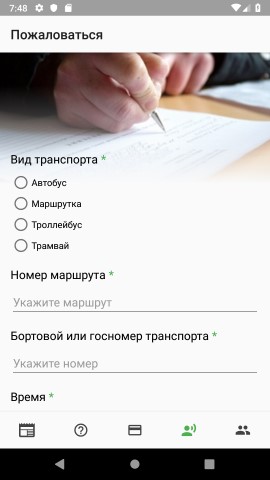 7:48
Пожаловаться
Вид транспорта *
Автобус
Маршрутка
Троллейбус
Трамвай
Номер маршрута *
Укажите маршрут
Бортовой или госномер транспорта *
Укажите номер
Время *